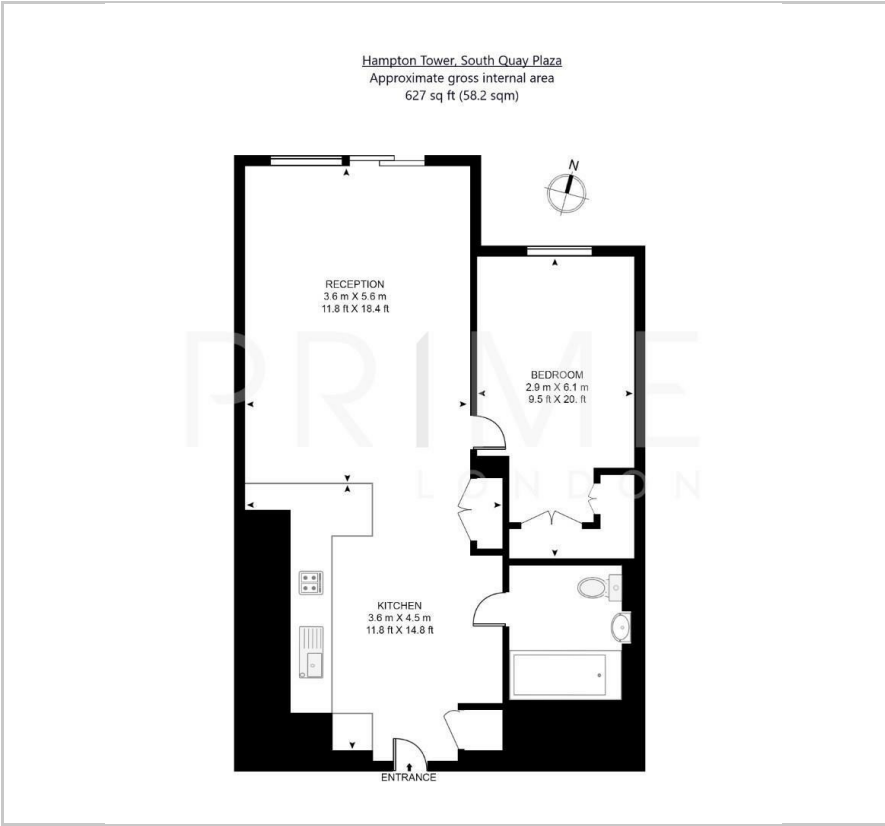 Hampton Tower, South Quay Plaza
Approximate gross internal area
627 sq ft (58.2 sqm)
N
RECEPTION
3.6 m X 5.6 m
11.8 ft X 18.4 ft
BEDROOM
2.9 m X 6.1 m
9.5 ft X 20. ft
PRIME
LONDON
KITCHEN
3.6 m X 4.5 m
11.8 ft X 14.8 ft
ENTRANCE